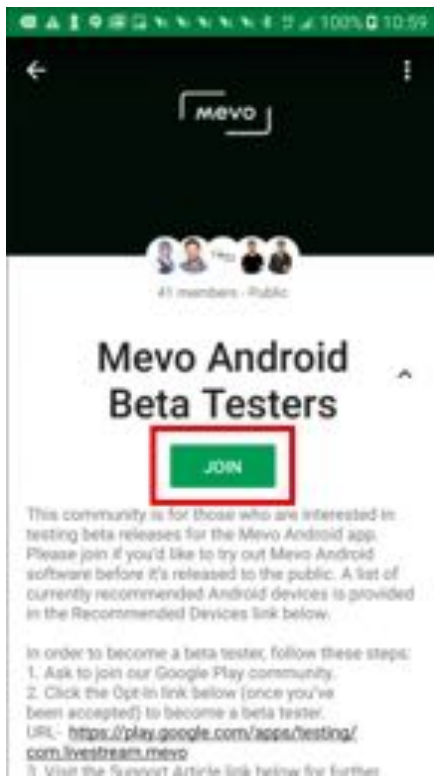 100% 10:59
mevo
41 members - Public
Mevo Android
Beta Testers
JOIN
This community is for those who are interested in
testing beta releases for the Mevo Android app.
Please join if you'd like to try out Mevo Android
software before it's released to the public. A list of
currently recommended Android devices is provided
in the Recommended Devices link below.
In order to become a beta tester, follow these steps:
1. Ask to join our Google Play community.
2. Click the Opt-In link below (once you've
been accepted) to become a beta tester.
URL- https://play.google.com/apps/testing/
com.livestream.mevo
3. Visit the Support Article link below for further